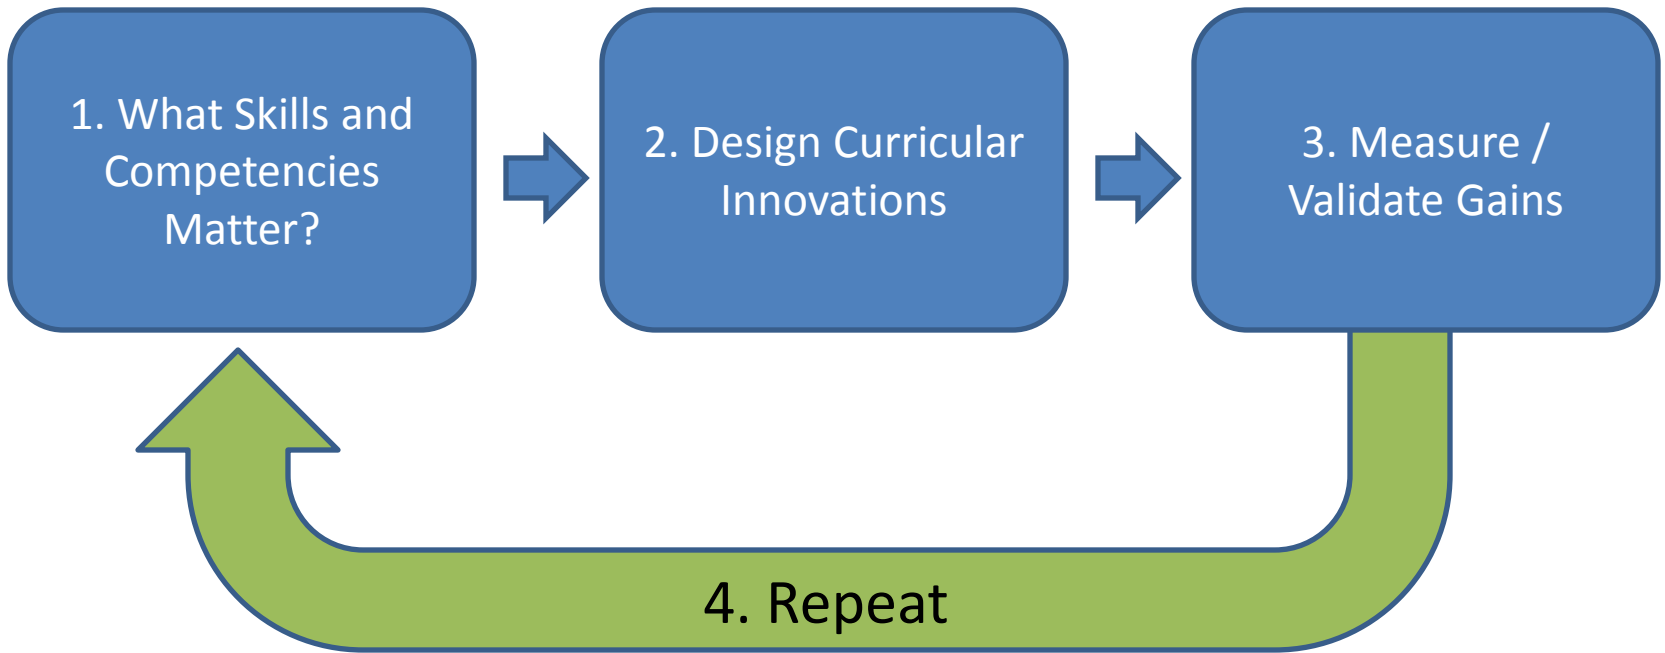 1. What Skills and
Competencies
Matter?
2. Design Curricular
Innovations
3. Measure /
Validate Gains
4. Repeat